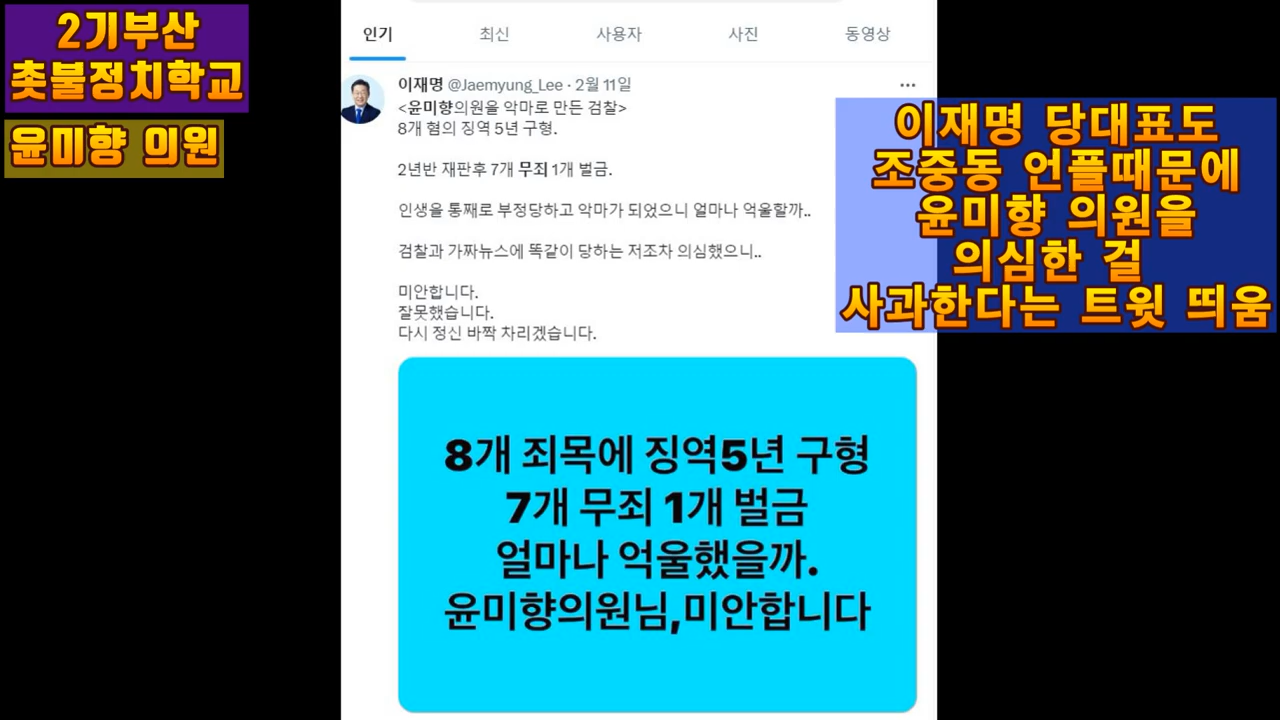 2기부산
촛불정치학교
윤미향 의원
인기
최신
사용자
사진
동영상
이재명 @Jaemyung_Lee · 2월 11일
<윤미향의원을 악마로 만든 검찰>
8개 혐의 징역 5년 구형.
2년반 재판후 7개 무죄 1개 벌금.
인생을 통째로 부정당하고 악마가 되었으니 얼마나 억울할까..
검찰과 가짜뉴스에 똑같이 당하는 저조차 의심했으니..
미안합니다.
잘못했습니다.
다시 정신 바짝 차리겠습니다.
8개 죄목에 징역5년 구형
7개 무죄 1개 벌금
얼마나 억울했을까.
윤미향의원님,미안합니다
이재명 당대표도
조중동 언플때문에
윤미향 의원을
의심한 걸
사과한다는 트윗 띄움